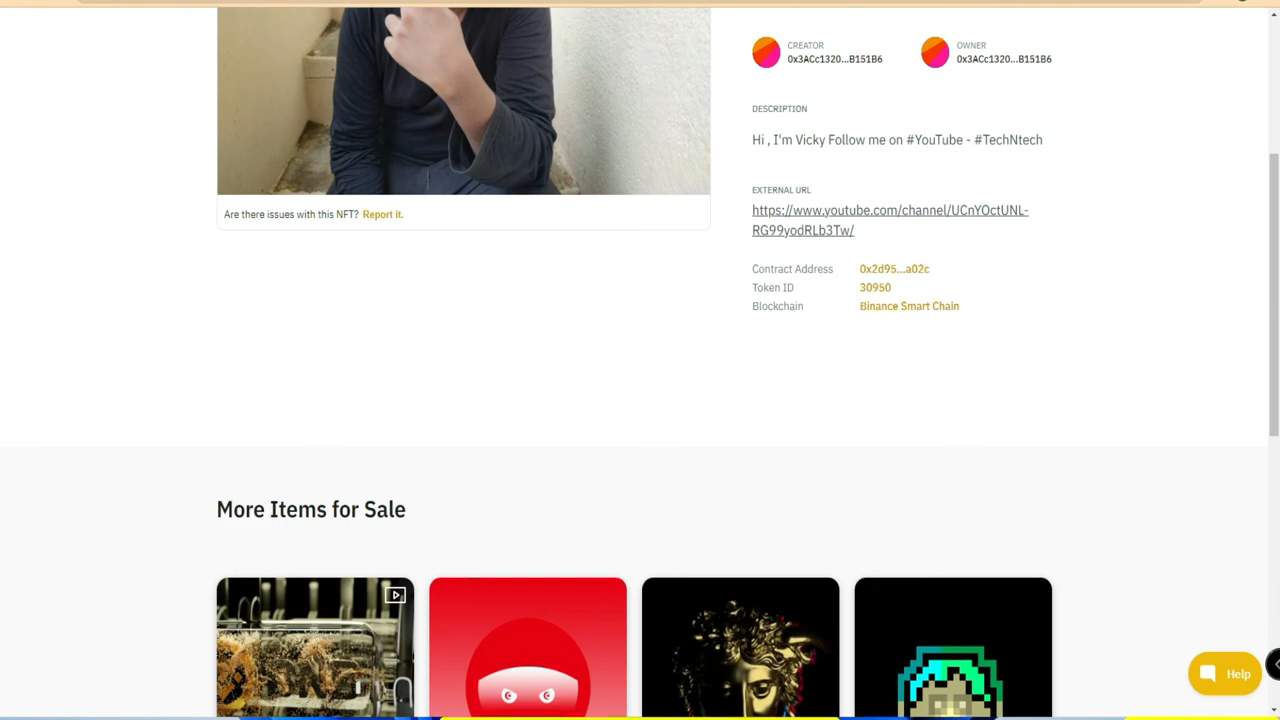 CREATOR
0x3ACc1320...B151B6
OWNER
0x3ACc1320...B151B6
DESCRIPTION
Hi , I'm Vicky Follow me on #YouTube - #TechNtech
EXTERNAL URL
https://www.youtube.com/channel/UCnYOctUNL-
RG99yodRLb3Tw/
Contract Address 0x2d95...a02c
Token ID 30950
Blockchain Binance Smart Chain
Are there issues with this NFT? Report it.
More Items for Sale
Help